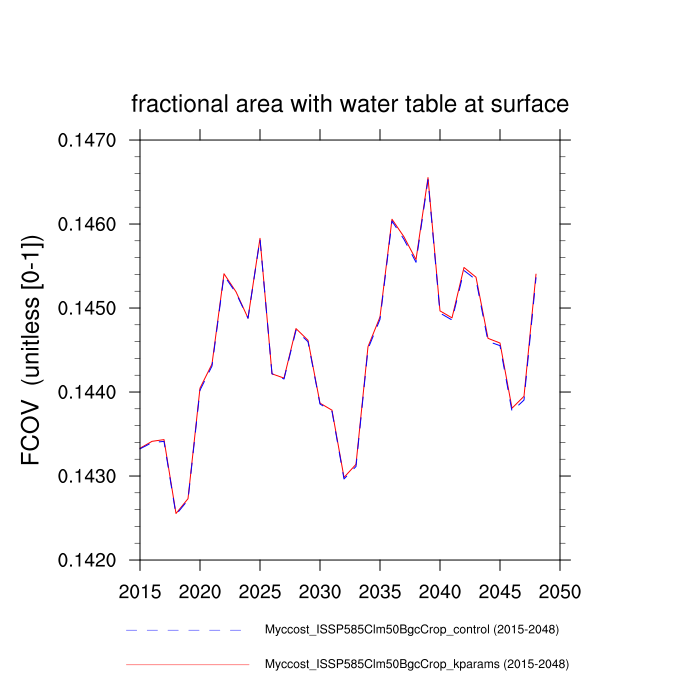 fractional area with water table at surface
0.1470
0.1460
0.1450
0.1440
0.1430
0.1420
FCOV (unitless [0-1])
2015 2020 2025 2030 2035 2040 2045 2050
Myccost_ISSP585Clm50BgcCrop_control (2015-2048)
Myccost_ISSP585Clm50BgcCrop_kparams (2015-2048)